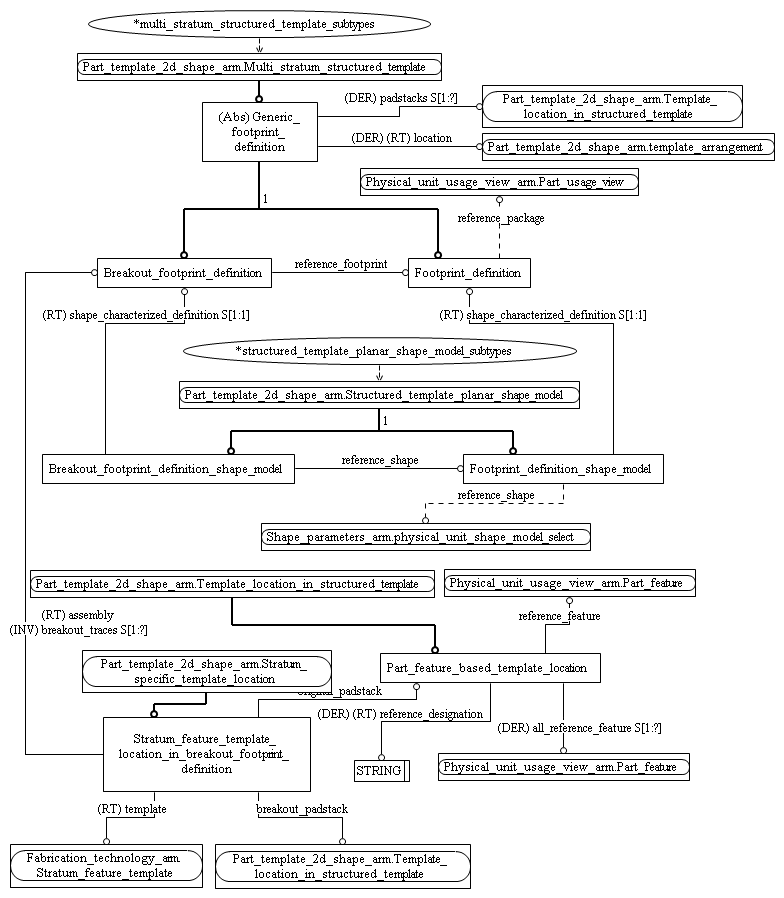 *multi_stratum_structured_template_subtypes
Part_template_2d_shape_arm.Multi_stratum_structured_template
(Abs) Generic_
footprint_
definition
(DER) padstacks S[1:?]
Part_template_2d_shape_arm.Template_
location_in_structured_template
(DER) (RT) location
Part_template_2d_shape_arm.template_arrangement
Physical_unit_usage_view_arm.Part_usage_view
1
reference_package
Breakout_footprint_definition
reference_footprint
Footprint_definition
(RT) shape_characterized_definition S[1:1]
(RT) shape_characterized_definition S[1:1]
*structured_template_planar_shape_model_subtypes
Part_template_2d_shape_arm.Structured_template_planar_shape_model
1
Breakout_footprint_definition_shape_model
reference_shape
Footprint_definition_shape_model
reference_shape
Shape_parameters_arm.physical_unit_shape_model_select
Part_template_2d_shape_arm.Template_location_in_structured_template
Physical_unit_usage_view_arm.Part_feature
(RT) assembly
(INV) breakout_traces S[1:?]
reference_feature
Part_template_2d_shape_arm.Stratum_
specific_template_location
Part_feature_based_template_location
original_padstack
(DER) (RT) reference_designation
(DER) all_reference_feature S[1:?]
Stratum_feature_template_
location_in_breakout_footprint_
definition
STRING
Physical_unit_usage_view_arm.Part_feature
(RT) template
breakout_padstack
Fabrication_technology_arm.
Stratum_feature_template
Part_template_2d_shape_arm.Template_
location_in_structured_template